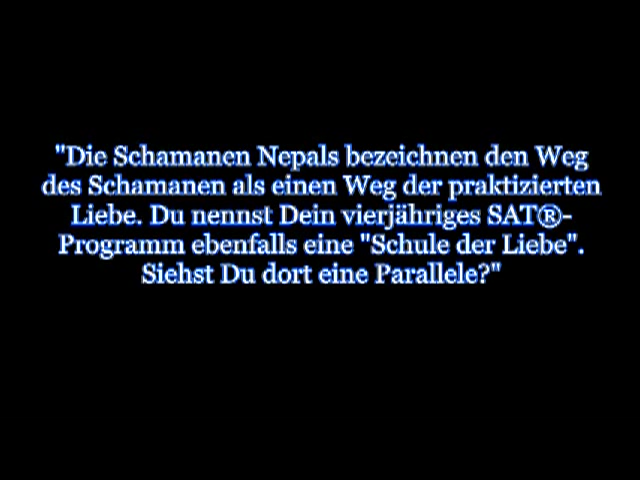 "Die Schamanen Nepals bezeichnen den Weg
des Schamanen als einen Weg der praktizierten
Liebe. Du nennst Dein vierjähriges SAT®-
Programm ebenfalls eine "Schule der Liebe".
Siehst Du dort eine Parallele?"